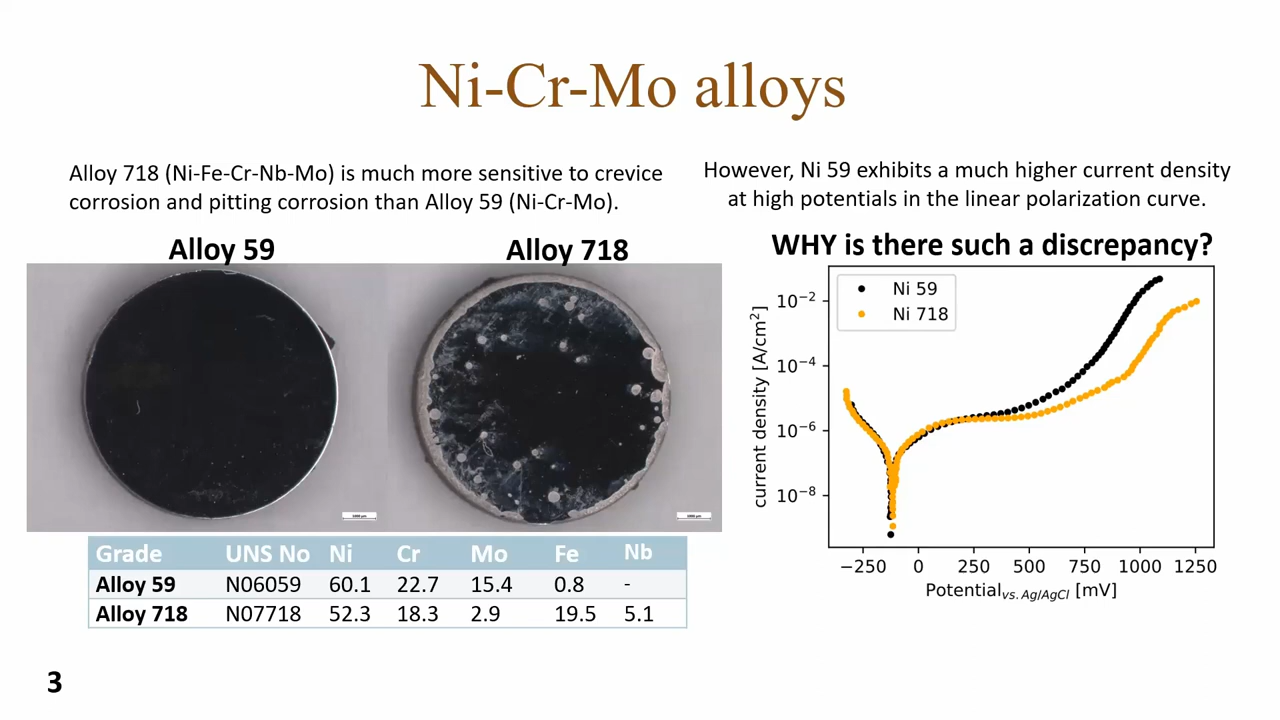 Ni-Cr-Mo alloys
Alloy 718 (Ni-Fe-Cr-Nb-Mo) is much more sensitive to crevice
corrosion and pitting corrosion than Alloy 59 (Ni-Cr-Mo).
However, Ni 59 exhibits a much higher current density
at high potentials in the linear polarization curve.
Alloy 59
Alloy 718
WHY is there such a discrepancy?
Ni 59
Ni 718
10⁻²
10⁻⁴
10⁻⁶
10⁻⁸
current density [A/cm²]
−250 0 250 500 750 1000 1250
Potential vs. Ag/AgCl [mV]
Grade UNS No Ni Cr Mo Fe Nb
Alloy 59 N06059 60.1 22.7 15.4 0.8 -
Alloy 718 N07718 52.3 18.3 2.9 19.5 5.1
3